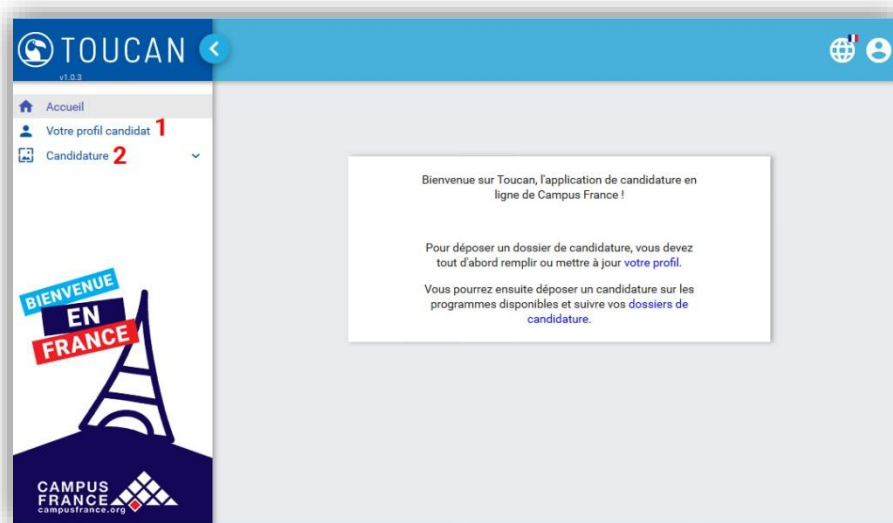 TOUCAN
v1.0.3
Accueil
Votre profil candidat 1
Candidature 2
Bienvenue sur Toucan, l'application de candidature en
ligne de Campus France !
Pour déposer un dossier de candidature, vous devez
tout d'abord remplir ou mettre à jour votre profil.
Vous pourrez ensuite déposer un candidature sur les
programmes disponibles et suivre vos dossiers de
candidature.
BIENVENUE
EN
FRANCE
CAMPUS
FRANCE
campusfrance.org